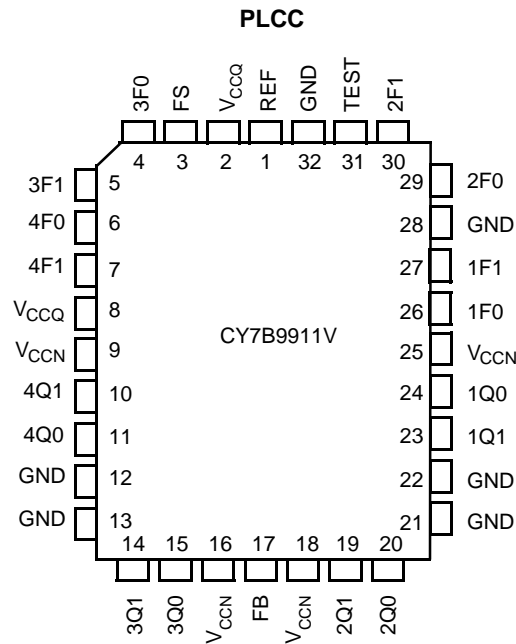 PLCC
3F0 FS VCCQ REF GND TEST 2F1
4 3 2 1 32 31 30
3F1 5 29 2F0
4F0 6 28 GND
4F1 7 27 1F1
VCCQ 8 26 1F0
VCCN 9 25 VCCN
CY7B9911V
4Q1 10 24 1Q0
4Q0 11 23 1Q1
GND 12 22 GND
GND 13 21 GND
14 15 16 17 18 19 20
3Q1 3Q0 VCCN FB VCCN 2Q1 2Q0